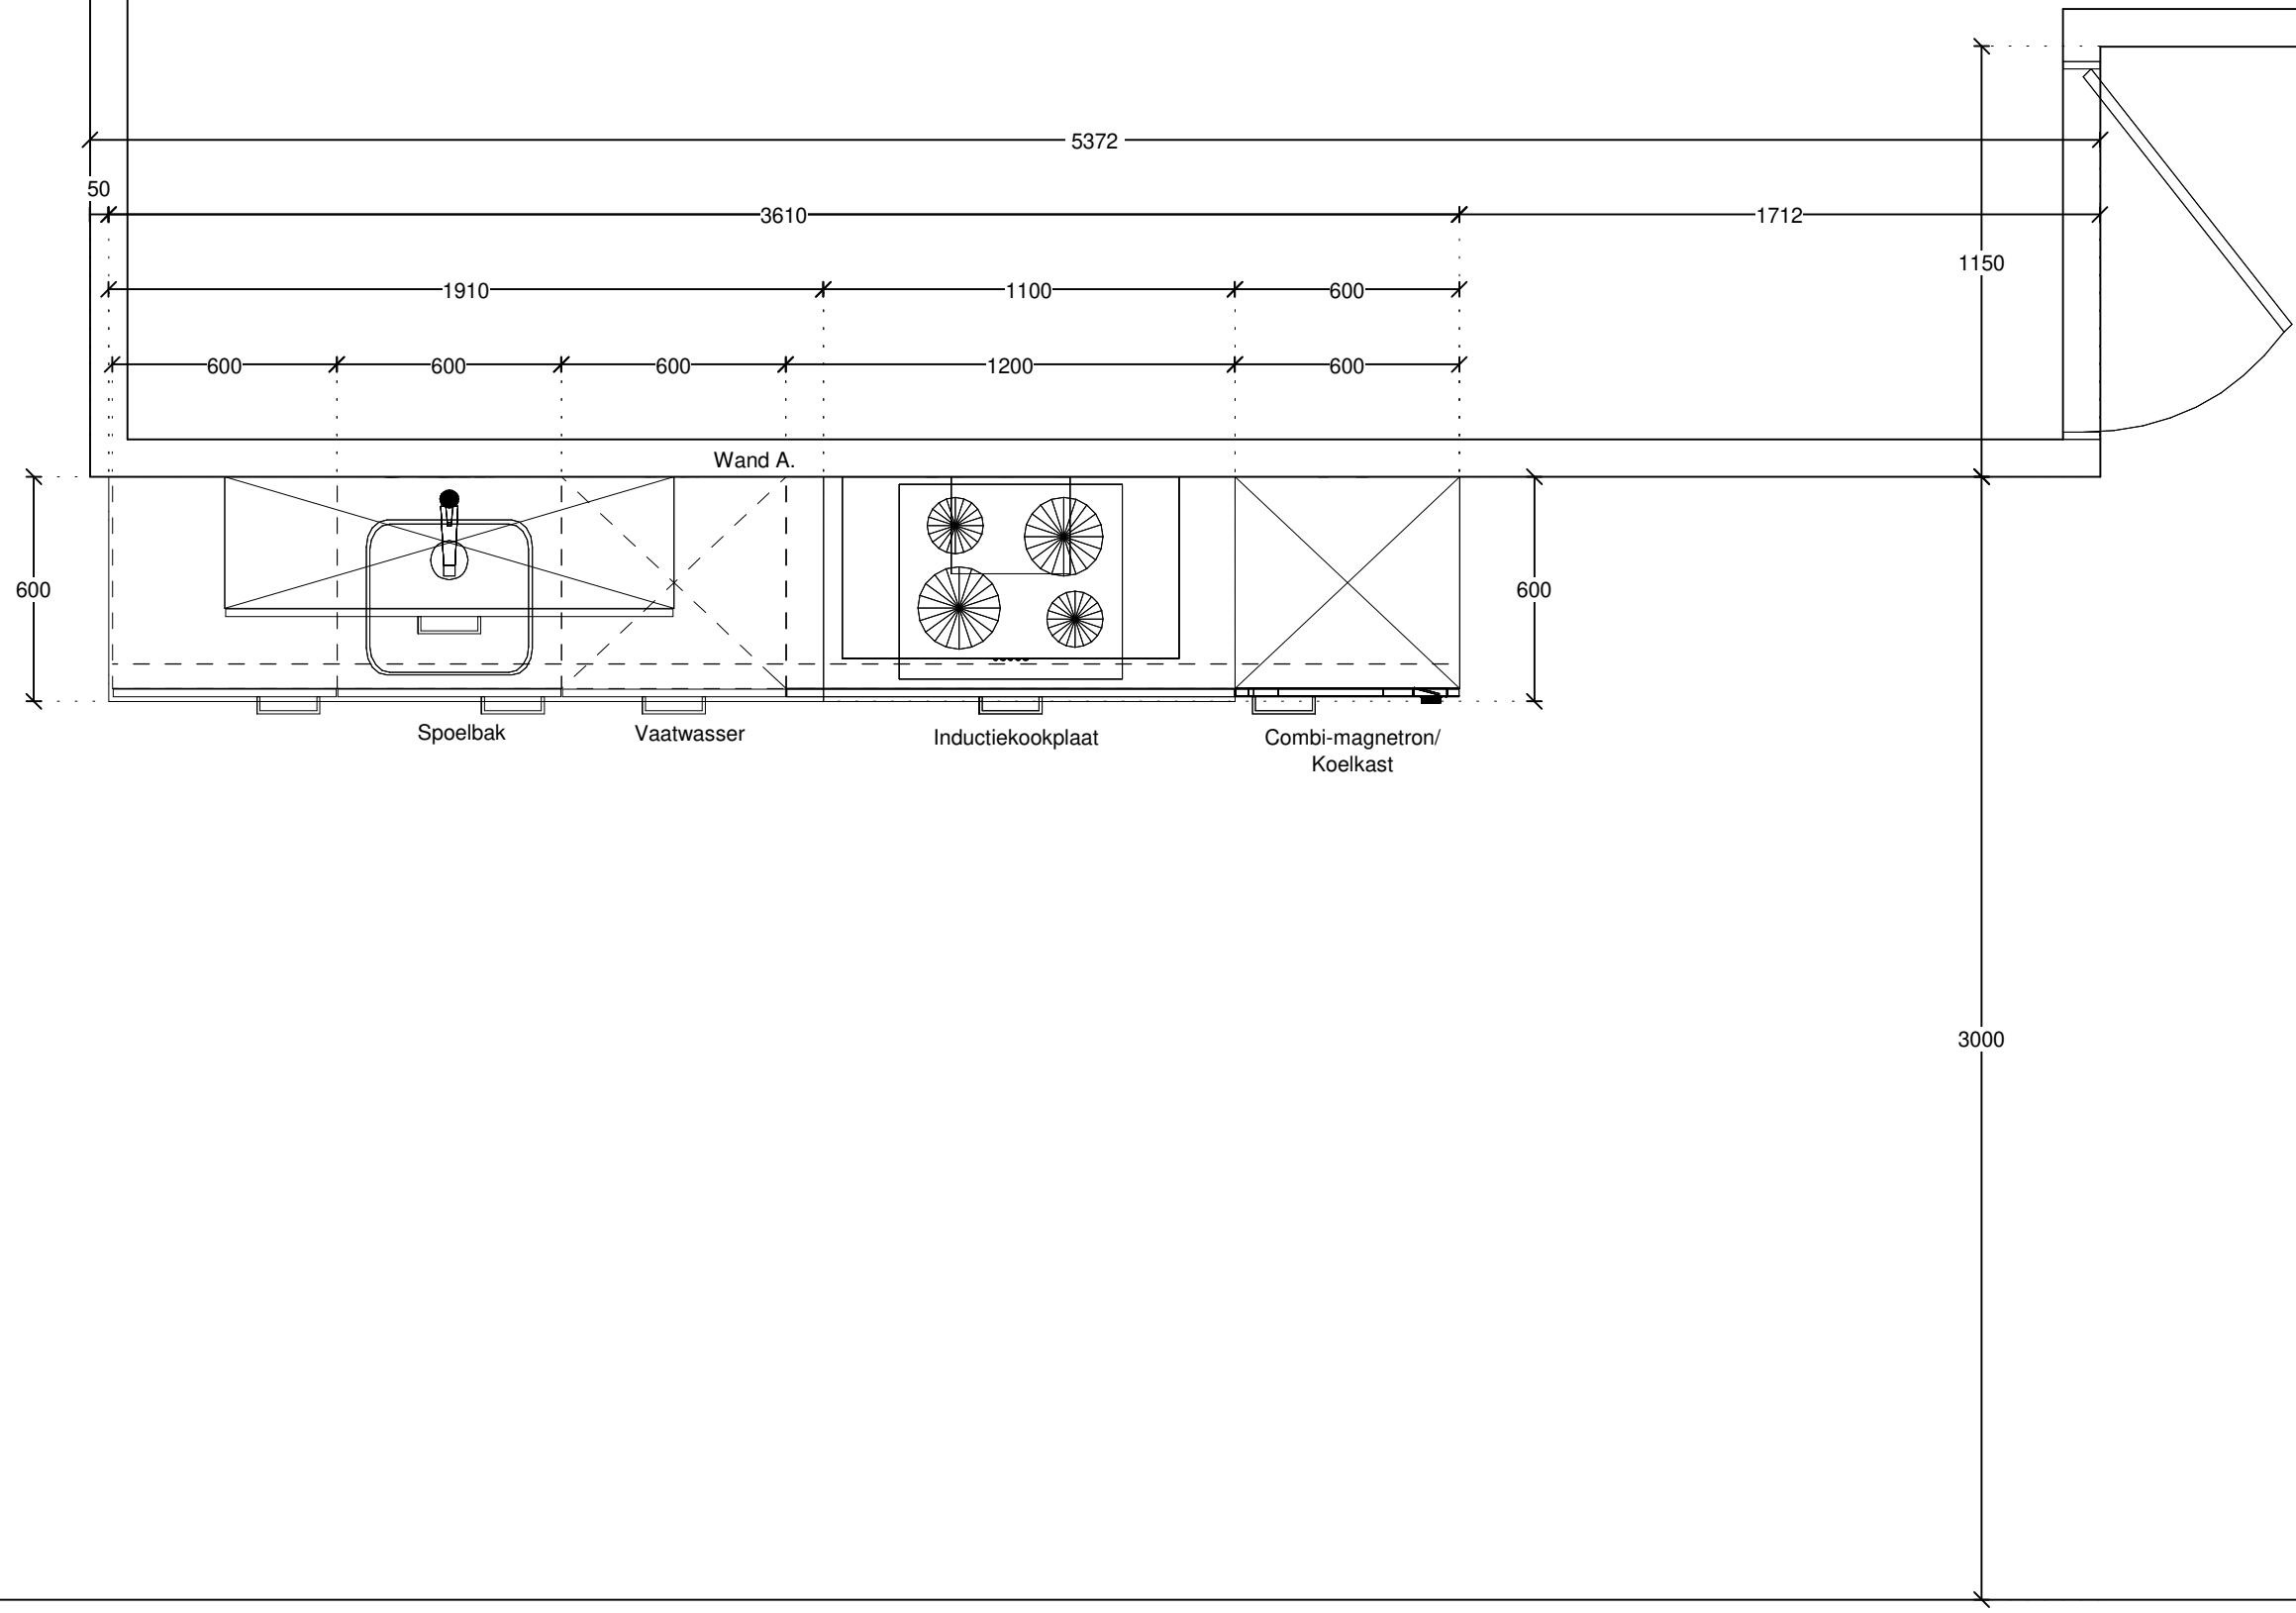 5372
50
3610
1712
1150
1910
1100
600
600
600
600
1200
600
Wand A.
600
600
Spoelbak
Vaatwasser
Inductiekookplaat
Combi-magnetron/
Koelkast
3000